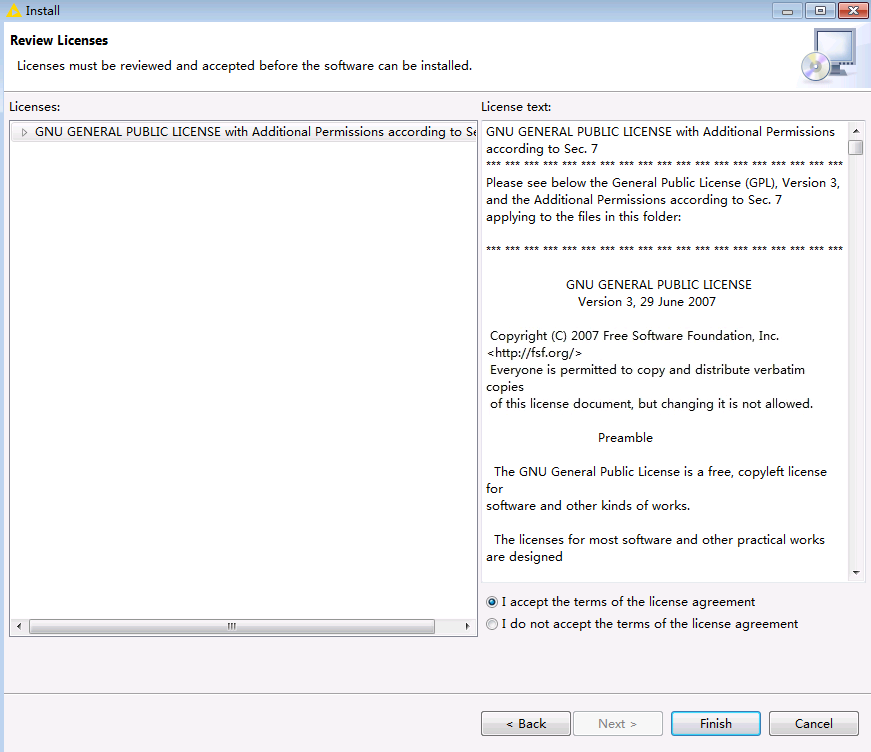 Install
Review Licenses
Licenses must be reviewed and accepted before the software can be installed.
Licenses:
GNU GENERAL PUBLIC LICENSE with Additional Permissions according to Se
License text:
GNU GENERAL PUBLIC LICENSE with Additional Permissions
according to Sec. 7
*** *** *** *** *** *** *** *** *** *** *** *** *** *** *** *** *** *** ***
Please see below the General Public License (GPL), Version 3,
and the Additional Permissions according to Sec. 7
applying to the files in this folder:
*** *** *** *** *** *** *** *** *** *** *** *** *** *** *** *** *** *** ***
GNU GENERAL PUBLIC LICENSE
Version 3, 29 June 2007
Copyright (C) 2007 Free Software Foundation, Inc.
<http://fsf.org/>
Everyone is permitted to copy and distribute verbatim
copies
of this license document, but changing it is not allowed.
Preamble
The GNU General Public License is a free, copyleft license
for
software and other kinds of works.
The licenses for most software and other practical works
are designed
I accept the terms of the license agreement
I do not accept the terms of the license agreement
< Back
Next >
Finish
Cancel